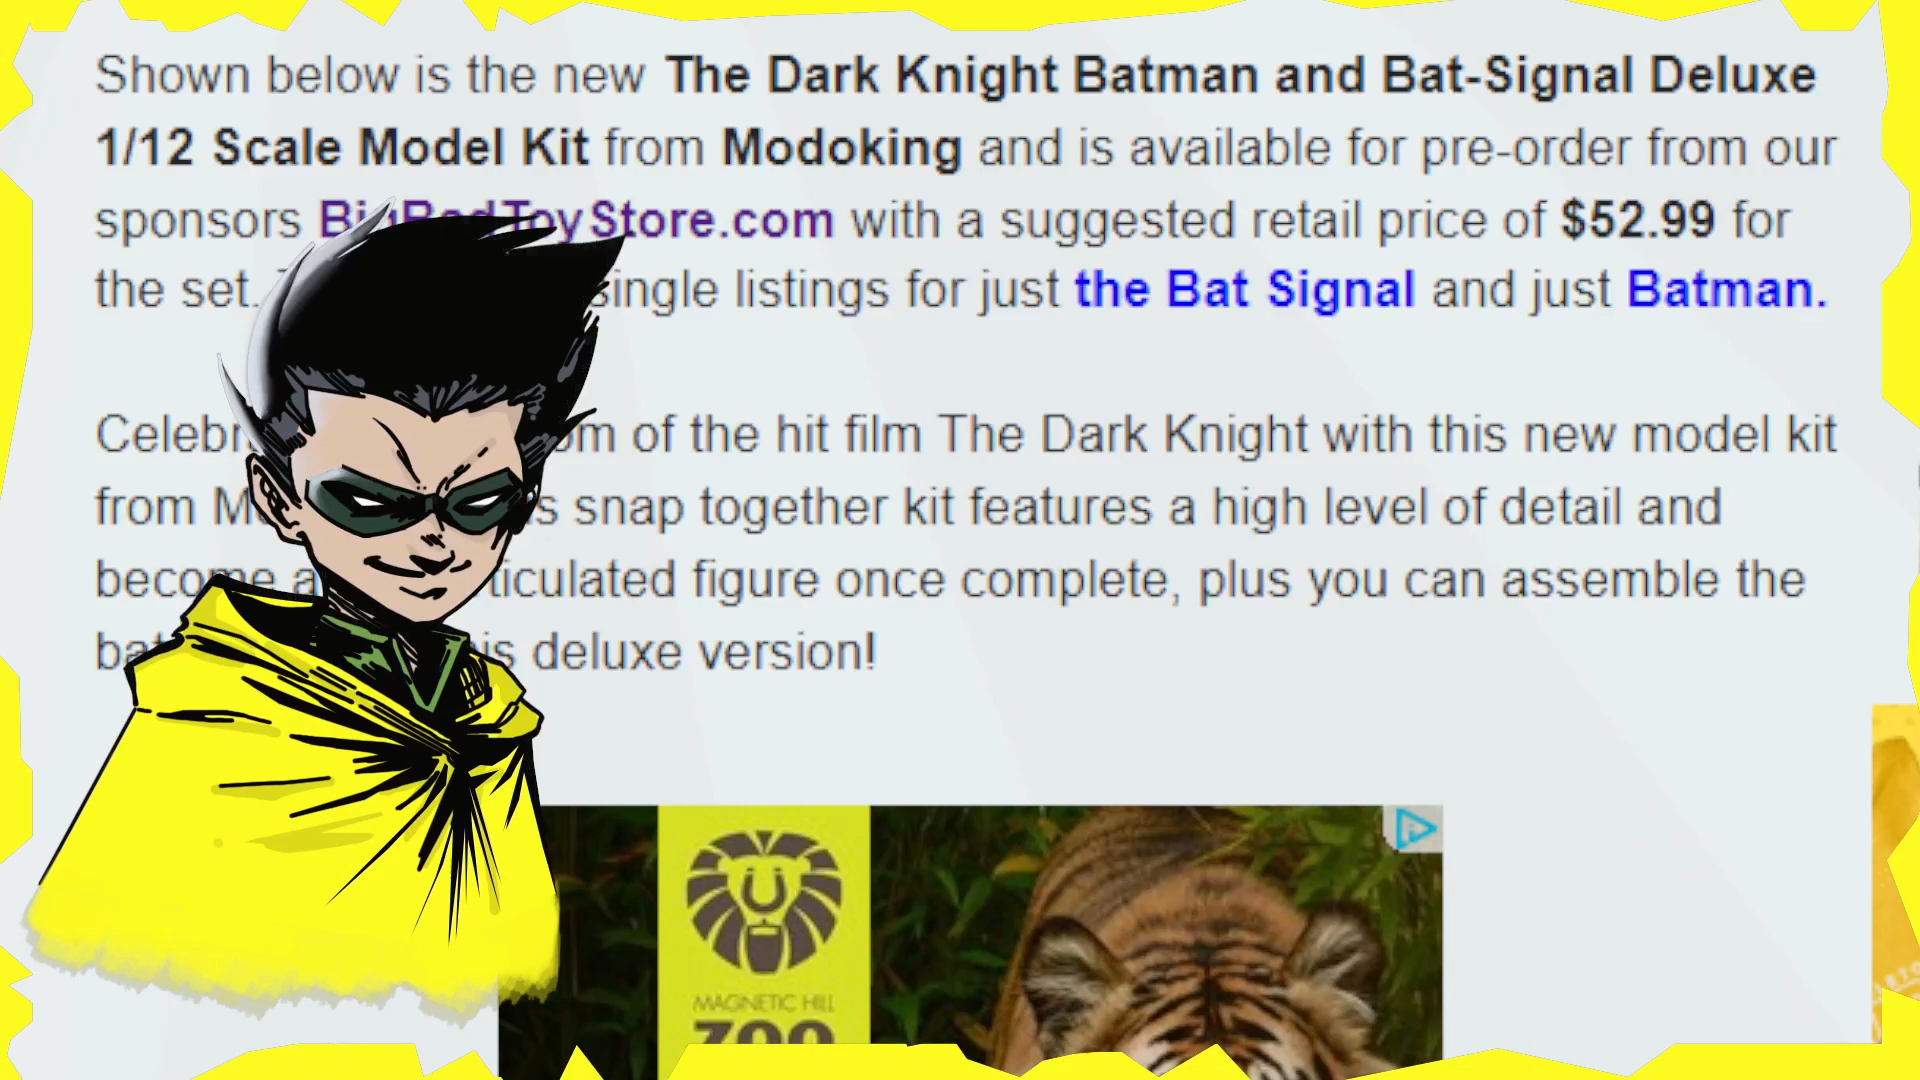 Shown below is the new The Dark Knight Batman and Bat-Signal Deluxe
1/12 Scale Model Kit from Modoking and is available for pre-order from our
sponsors BigBadToyStore.com with a suggested retail price of $52.99 for
the set. single listings for just the Bat Signal and just Batman.
of the hit film The Dark Knight with this new model kit
from snap together kit features a high level of detail and
become figure once complete, plus you can assemble the
deluxe version!
MAGNETIC HILL
ZOO